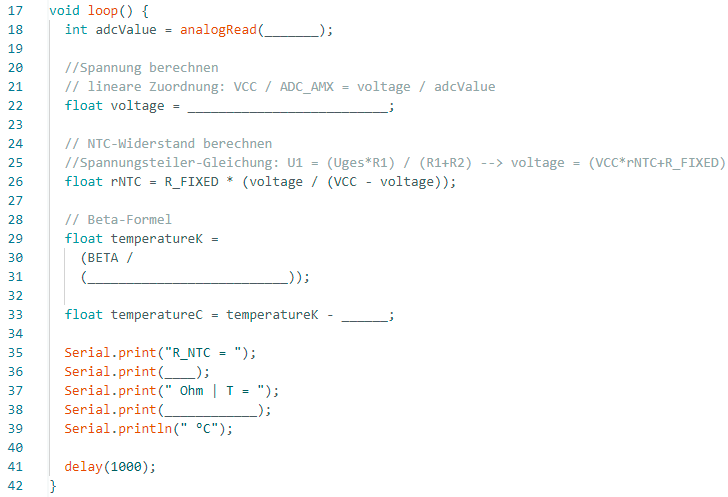 17 void loop() {
18 int adcValue = analogRead(_______);
19
20 //Spannung berechnen
21 // lineare Zuordnung: VCC / ADC_AMX = voltage / adcValue
22 float voltage = __________________________;
23
24 // NTC-Widerstand berechnen
25 //Spannungsteiler-Gleichung: U1 = (Uges*R1) / (R1+R2) --> voltage = (VCC*rNTC+R_FIXED)
26 float rNTC = R_FIXED * (voltage / (VCC - voltage));
27
28 // Beta-Formel
29 float temperatureK =
30 (BETA /
31 (__________________________));
32
33 float temperatureC = temperatureK - ______;
34
35 Serial.print("R_NTC = ");
36 Serial.print(____);
37 Serial.print(" Ohm | T = ");
38 Serial.print(____________);
39 Serial.println(" °C");
40
41 delay(1000);
42 }